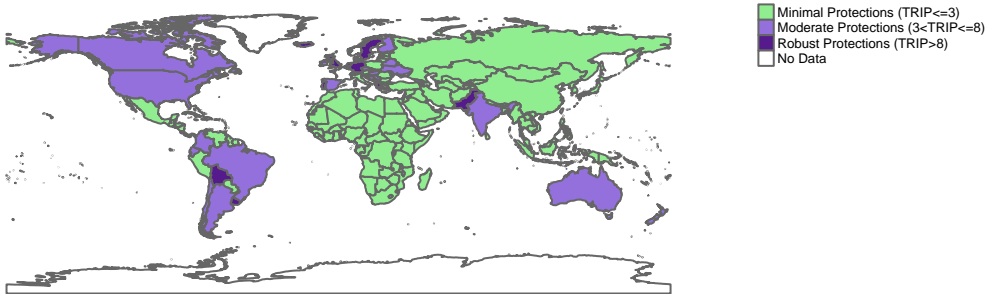 Minimal Protections (TRIP<=3)
Moderate Protections (3<TRIP<=8)
Robust Protections (TRIP>8)
No Data